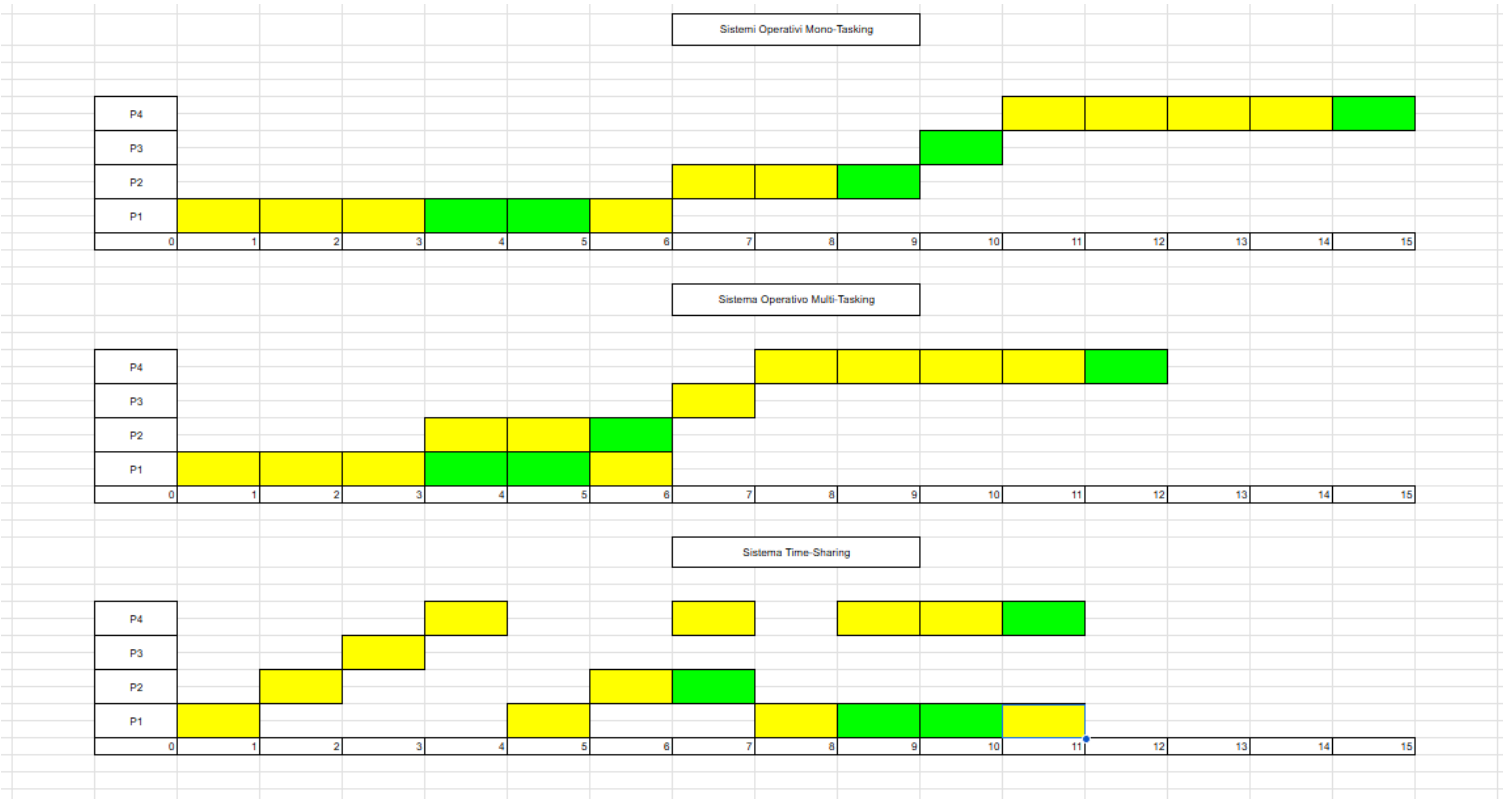 Sistemi Operativi Mono-Tasking
P4
P3
P2
P1
0 1 2 3 4 5 6 7 8 9 10 11 12 13 14 15
Sistema Operativo Multi-Tasking
P4
P3
P2
P1
0 1 2 3 4 5 6 7 8 9 10 11 12 13 14 15
Sistema Time-Sharing
P4
P3
P2
P1
0 1 2 3 4 5 6 7 8 9 10 11 12 13 14 15